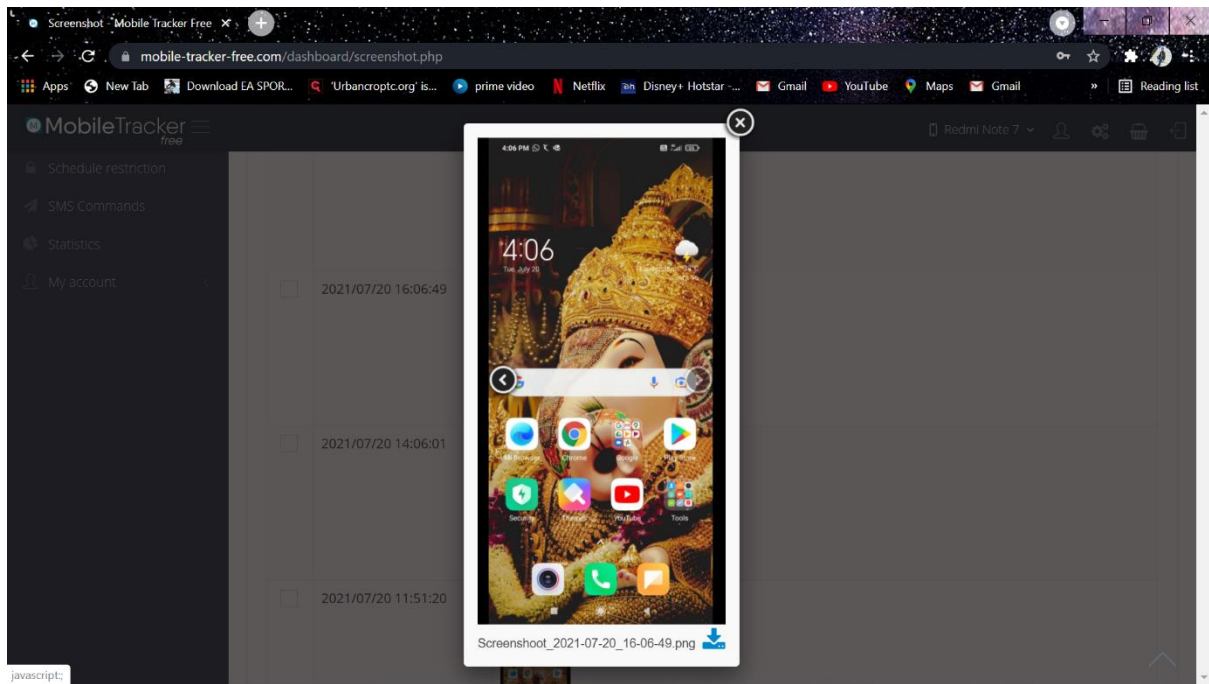 Screenshot - Mobile Tracker Free
mobile-tracker-free.com/dashboard/screenshot.php
Apps New Tab Download EA SPOR... 'Urbancroptc.org' is... prime video Netflix Disney+ Hotstar -... Gmail YouTube Maps Gmail » Reading list
MobileTracker
free
Redmi Note 7
Schedule restriction
SMS Commands
Statistics
My account
2021/07/20 16:06:49
2021/07/20 14:06:01
2021/07/20 11:51:20
4:06 PM
4:06
Tue, July 20
Mi Browser Chrome Google Play Store
Security Themes YouTube Tools
Screenshoot_2021-07-20_16-06-49.png
javascript:;